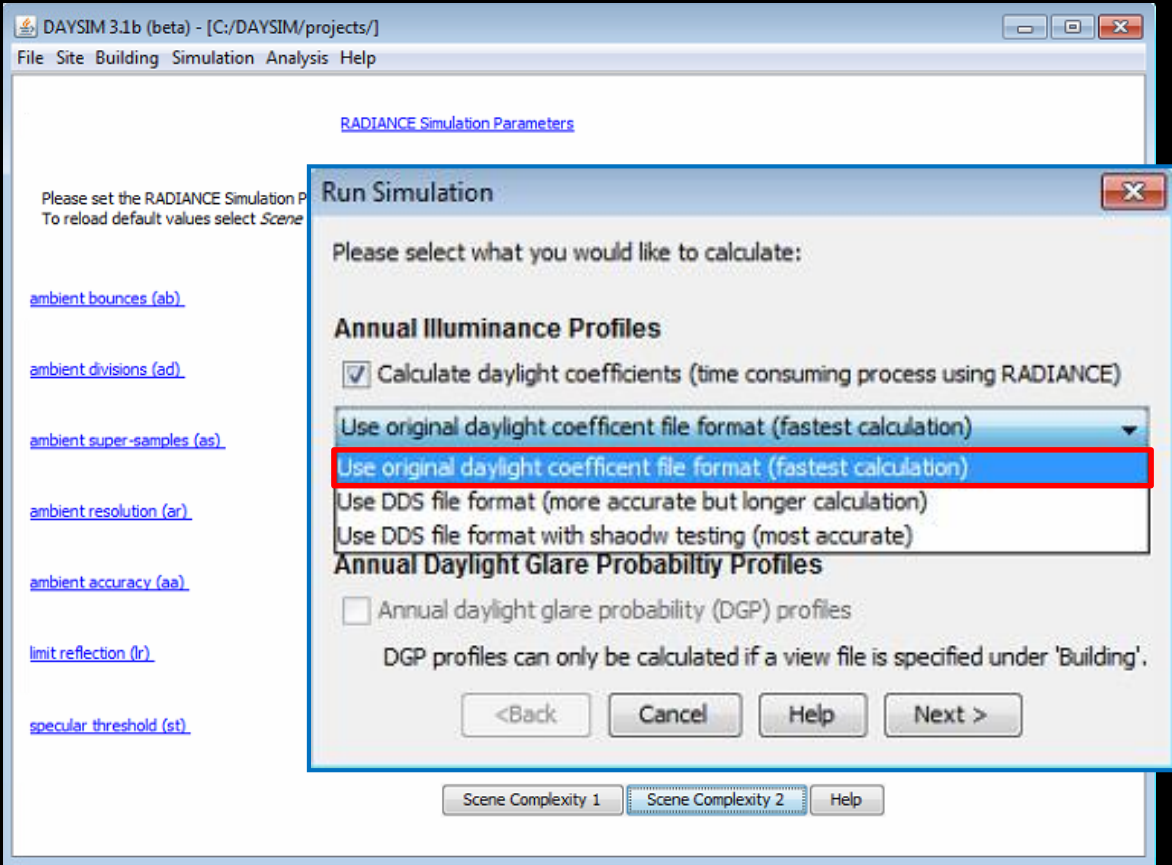 DAYSIM 3.1b (beta) - [C:/DAYSIM/projects/]
File Site Building Simulation Analysis Help
RADIANCE Simulation Parameters
Please set the RADIANCE Simulation P
To reload default values select Scene
ambient bounces (ab)
ambient divisions (ad)
ambient super-samples (as)
ambient resolution (ar)
ambient accuracy (aa)
limit reflection (lr)
specular threshold (st)
Run Simulation
Please select what you would like to calculate:
Annual Illuminance Profiles
Calculate daylight coefficients (time consuming process using RADIANCE)
Use original daylight coefficent file format (fastest calculation)
Use original daylight coefficent file format (fastest calculation)
Use DDS file format (more accurate but longer calculation)
Use DDS file format with shaodw testing (most accurate)
Annual Daylight Glare Probabiltiy Profiles
Annual daylight glare probability (DGP) profiles
DGP profiles can only be calculated if a view file is specified under 'Building'.
<Back Cancel Help Next >
Scene Complexity 1 Scene Complexity 2 Help